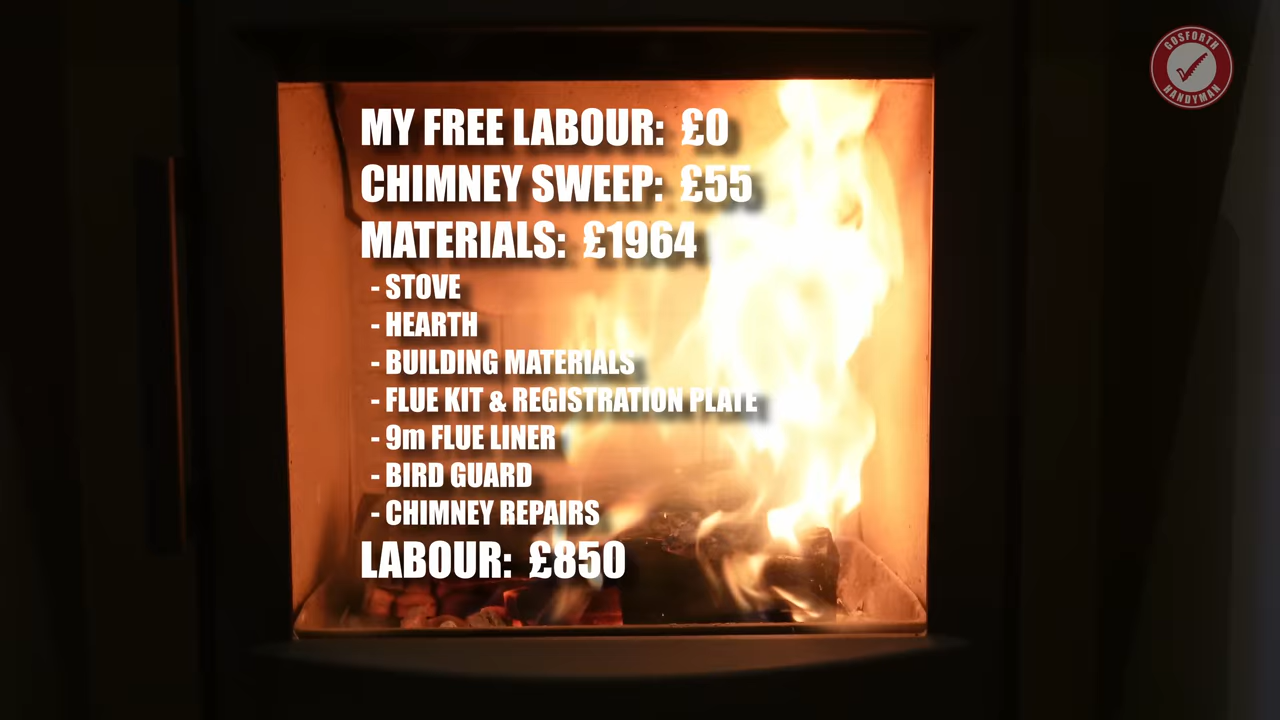 GOSFORTH
HANDYMAN
MY FREE LABOUR: £0
CHIMNEY SWEEP: £55
MATERIALS: £1964
- STOVE
- HEARTH
- BUILDING MATERIALS
- FLUE KIT & REGISTRATION PLATE
- 9m FLUE LINER
- BIRD GUARD
- CHIMNEY REPAIRS
LABOUR: £850